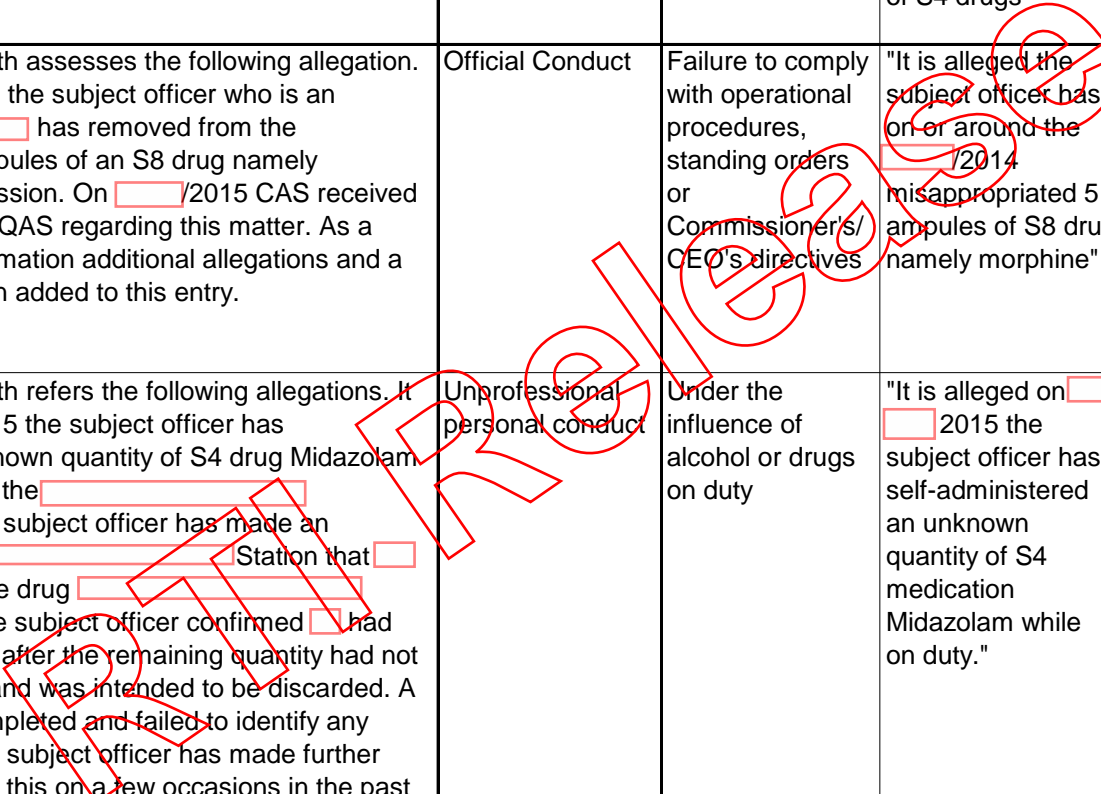 of S4 drugs
th assesses the following allegation.
the subject officer who is an
has removed from the
oules of an S8 drug namely
ssion. On /2015 CAS received
QAS regarding this matter. As a
mation additional allegations and a
n added to this entry.
Official Conduct
Failure to comply
with operational
procedures,
standing orders
or
Commissioner's/
CEO's directives
"It is alleged the
subject officer has
on or around the
/2014
misappropriated 5
ampules of S8 dru
namely morphine"
th refers the following allegations. It
5 the subject officer has
nown quantity of S4 drug Midazolam
the
subject officer has made an
Station that
e drug
e subject officer confirmed had
after the remaining quantity had not
and was intended to be discarded. A
mpleted and failed to identify any
subject officer has made further
this on a few occasions in the past
Unprofessional
personal conduct
Under the
influence of
alcohol or drugs
on duty
"It is alleged on
2015 the
subject officer has
self-administered
an unknown
quantity of S4
medication
Midazolam while
on duty."
RTI Release